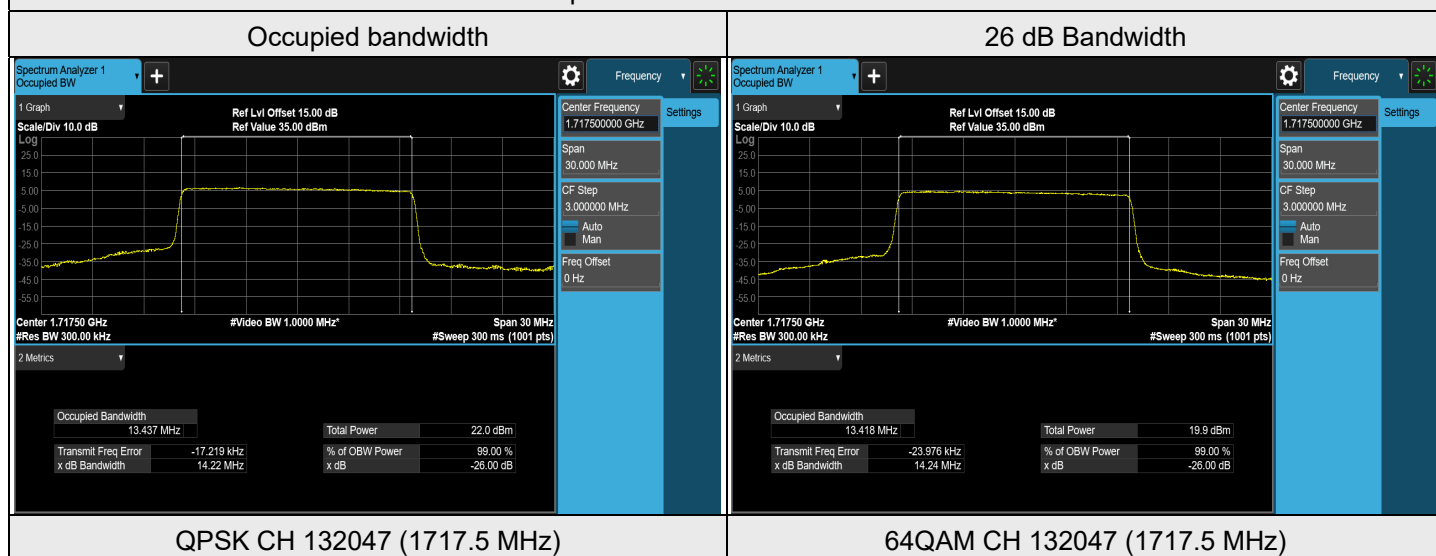 Occupied bandwidth
26 dB Bandwidth
Spectrum Analyzer 1
Occupied BW
+
Frequency
1 Graph
Scale/Div 10.0 dB
Ref Lvl Offset 15.00 dB
Ref Value 35.00 dBm
Log
25.0
15.0
5.00
-5.00
-15.0
-25.0
-35.0
-45.0
-55.0
Center 1.71750 GHz
#Res BW 300.00 kHz
#Video BW 1.0000 MHz*
Span 30 MHz
#Sweep 300 ms (1001 pts)
Center Frequency
1.717500000 GHz
Settings
Span
30.000 MHz
CF Step
3.000000 MHz
Auto
Man
Freq Offset
0 Hz
2 Metrics
Occupied Bandwidth
13.437 MHz
Total Power 22.0 dBm
Transmit Freq Error -17.219 kHz
% of OBW Power 99.00 %
x dB Bandwidth 14.22 MHz
x dB -26.00 dB
Spectrum Analyzer 1
Occupied BW
+
Frequency
1 Graph
Scale/Div 10.0 dB
Ref Lvl Offset 15.00 dB
Ref Value 35.00 dBm
Log
25.0
15.0
5.00
-5.00
-15.0
-25.0
-35.0
-45.0
-55.0
Center 1.71750 GHz
#Res BW 300.00 kHz
#Video BW 1.0000 MHz*
Span 30 MHz
#Sweep 300 ms (1001 pts)
Center Frequency
1.717500000 GHz
Settings
Span
30.000 MHz
CF Step
3.000000 MHz
Auto
Man
Freq Offset
0 Hz
2 Metrics
Occupied Bandwidth
13.418 MHz
Total Power 19.9 dBm
Transmit Freq Error -23.976 kHz
% of OBW Power 99.00 %
x dB Bandwidth 14.24 MHz
x dB -26.00 dB
QPSK CH 132047 (1717.5 MHz)
64QAM CH 132047 (1717.5 MHz)